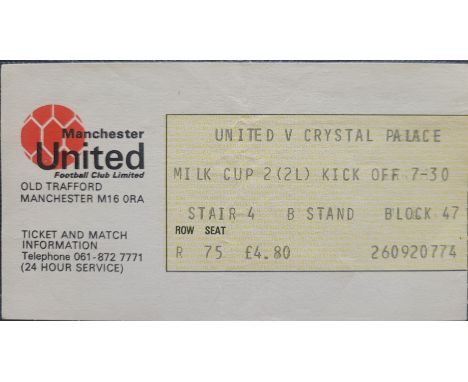 Manchester
United
Football Club Limited
OLD TRAFFORD
MANCHESTER M16 0RA
TICKET AND MATCH
INFORMATION
Telephone 061-872 7771
(24 HOUR SERVICE)
UNITED V CRYSTAL PALACE
MILK CUP 2(2L) KICK OFF 7-30
STAIR 4 B STAND BLOCK 47
ROW SEAT
R 75 £4.80 260920774